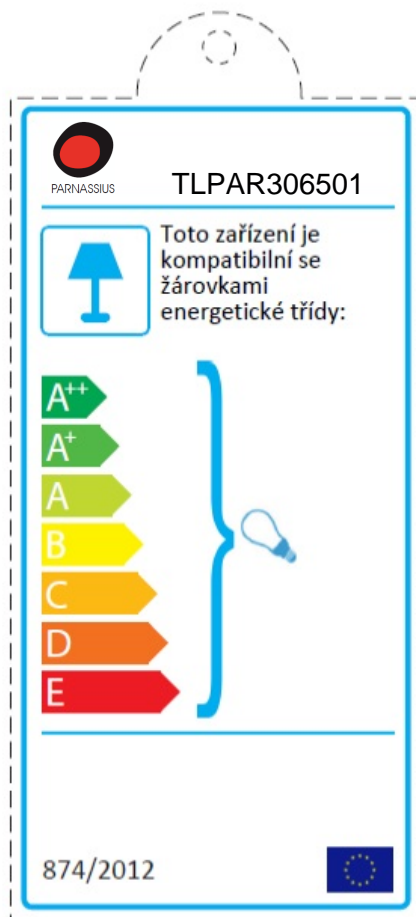 PARNASSIUS
TLPAR306501
Toto zařízení je
kompatibilní se
žárovkami
energetické třídy:
A++
A+
A
B
C
D
E
874/2012